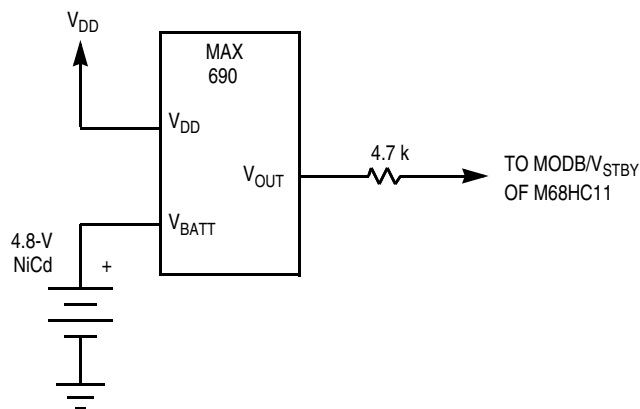 VDD
MAX
690
VDD
4.7 k
VOUT
TO MODB/VSTBY
OF M68HC11
VBATT
4.8-V
NiCd
+